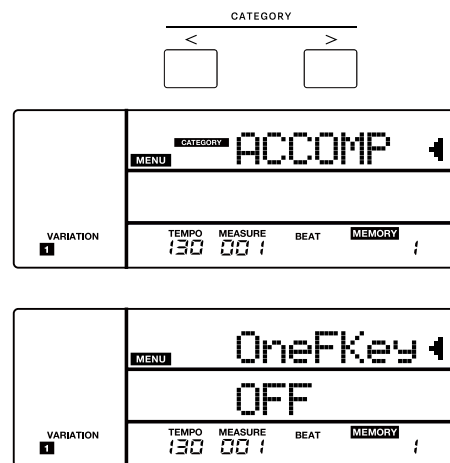 CATEGORY
< >
CATEGORY ACCOMP
MENU
VARIATION TEMPO MEASURE BEAT MEMORY
1 130 001 1
OneFKey
MENU
OFF
VARIATION TEMPO MEASURE BEAT MEMORY
1 130 001 1